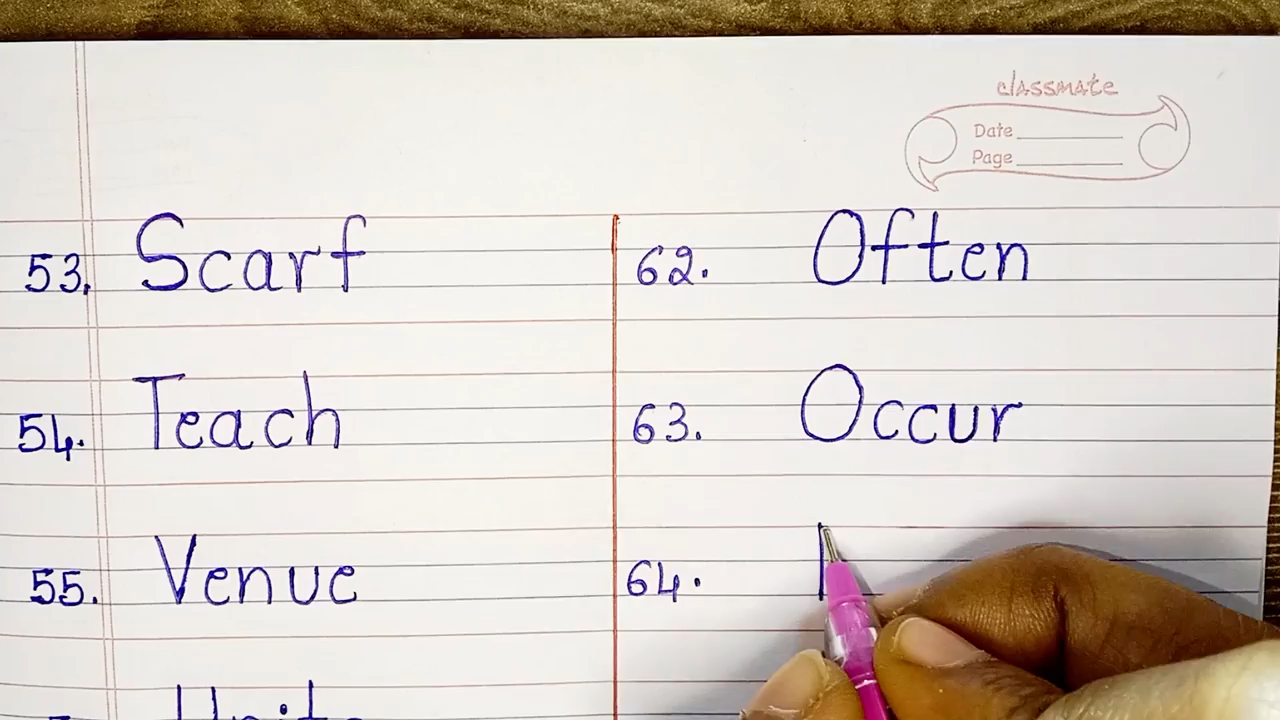 classmate
Date
Page
53. Scarf
54. Teach
55. Venue
62. Often
63. Occur
64.